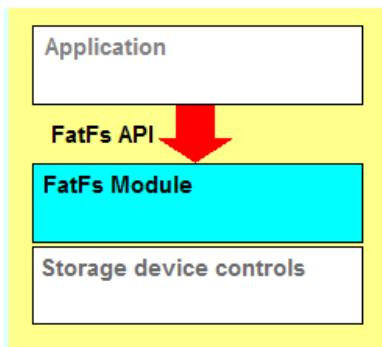 Application
FatFs API
FatFs Module
Storage device controls